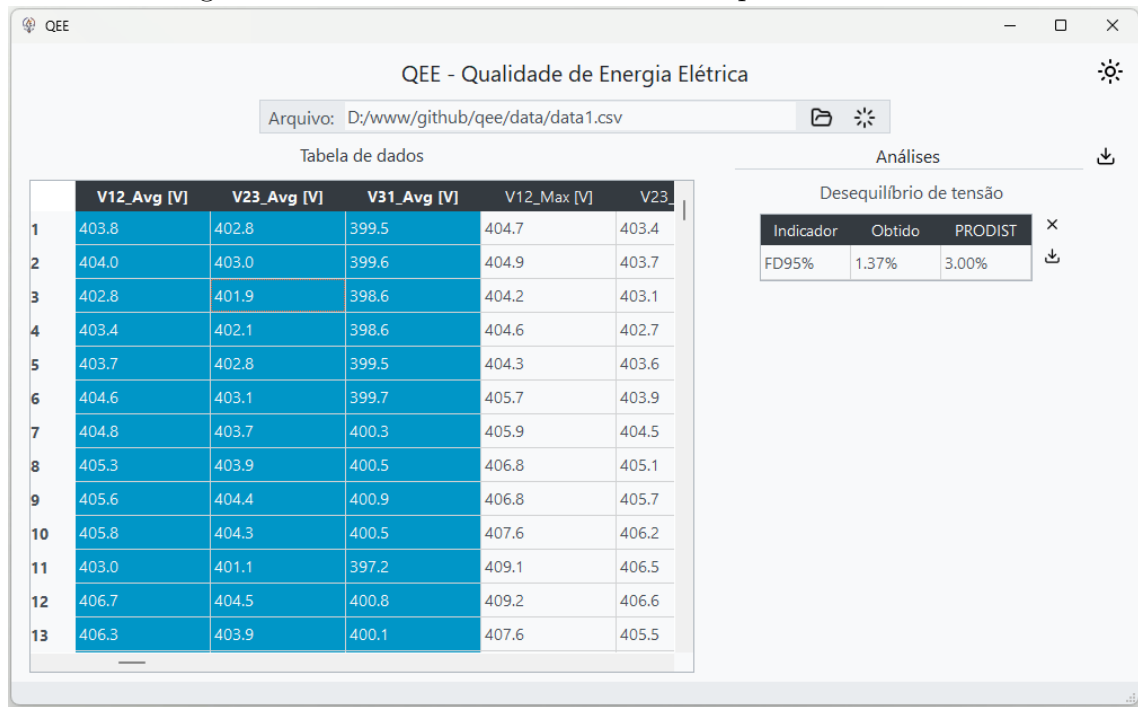 QEE
QEE - Qualidade de Energia Elétrica
Arquivo: D:/www/github/qee/data/data1.csv
Tabela de dados
V12_Avg [V] V23_Avg [V] V31_Avg [V] V12_Max [V] V23_
1 403.8 402.8 399.5 404.7 403.4
2 404.0 403.0 399.6 404.9 403.7
3 402.8 401.9 398.6 404.2 403.1
4 403.4 402.1 398.6 404.6 402.7
5 403.7 402.8 399.5 404.3 403.6
6 404.6 403.1 399.7 405.7 403.9
7 404.8 403.7 400.3 405.9 404.5
8 405.3 403.9 400.5 406.8 405.1
9 405.6 404.4 400.9 406.8 405.7
10 405.8 404.3 400.5 407.6 406.2
11 403.0 401.1 397.2 409.1 406.5
12 406.7 404.5 400.8 409.2 406.6
13 406.3 403.9 400.1 407.6 405.5
Análises
Desequilíbrio de tensão
Indicador Obtido PRODIST
FD95% 1.37% 3.00%